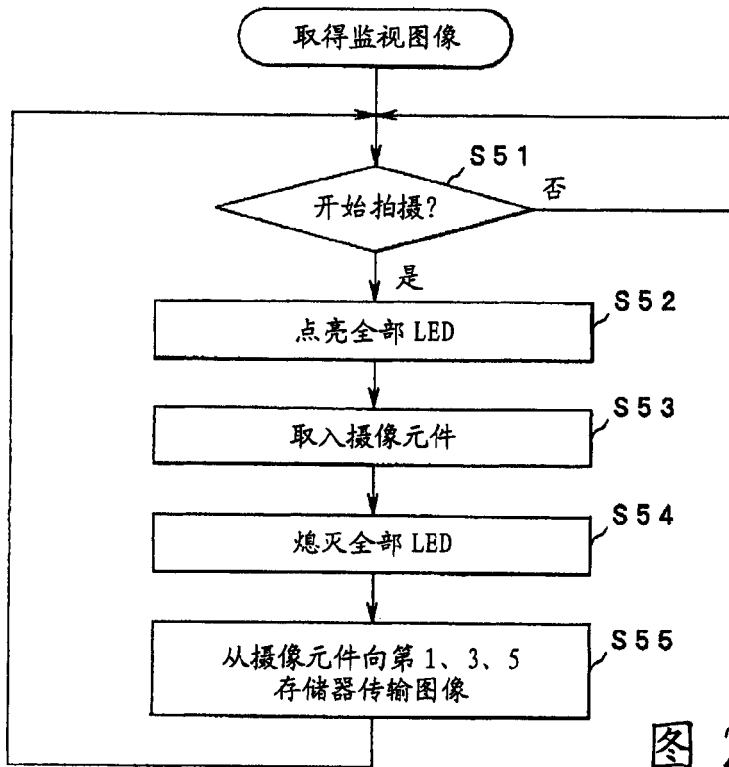 取得监视图像
S51
开始拍摄?
否
是
S52
点亮全部 LED
S53
取入摄像元件
S54
熄灭全部 LED
S55
从摄像元件向第 1、3、5
存储器传输图像
图